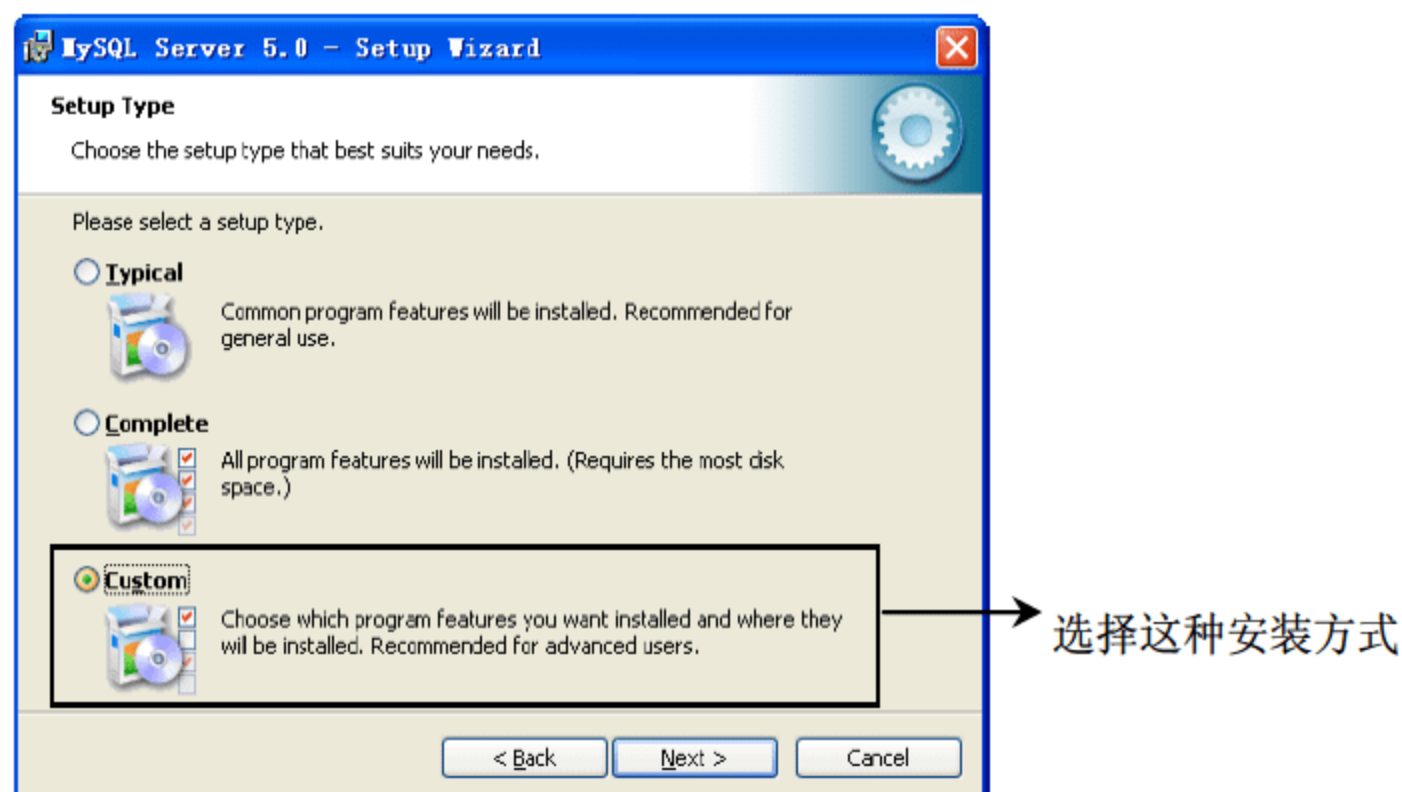 MySQL Server 5.0 - Setup Wizard
Setup Type
Choose the setup type that best suits your needs.
Please select a setup type.
Typical
Common program features will be installed. Recommended for
general use.
Complete
All program features will be installed. (Requires the most disk
space.)
Custom
Choose which program features you want installed and where they
will be installed. Recommended for advanced users.
选择这种安装方式
< Back
Next >
Cancel